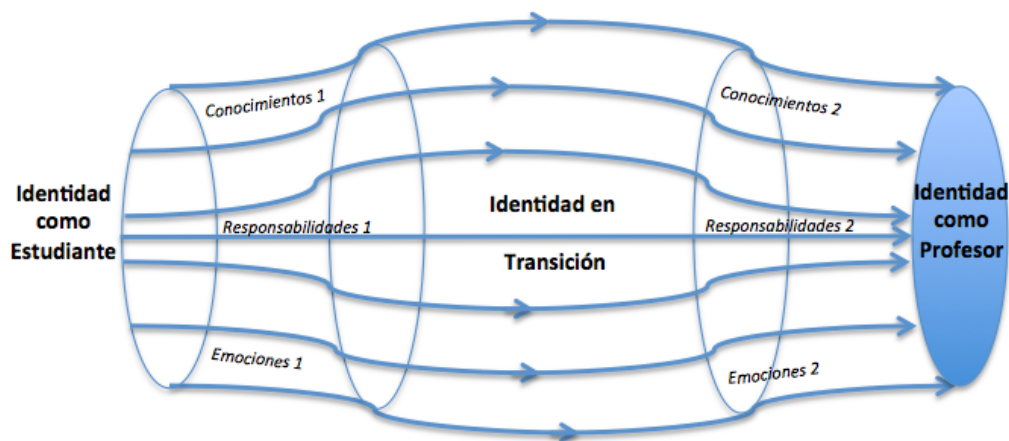 Conocimientos 1
Conocimientos 2
Identidad
como
Estudiante
Identidad en
Transición
Identidad
como
Profesor
Responsabilidades 1
Responsabilidades 2
Emociones 1
Emociones 2